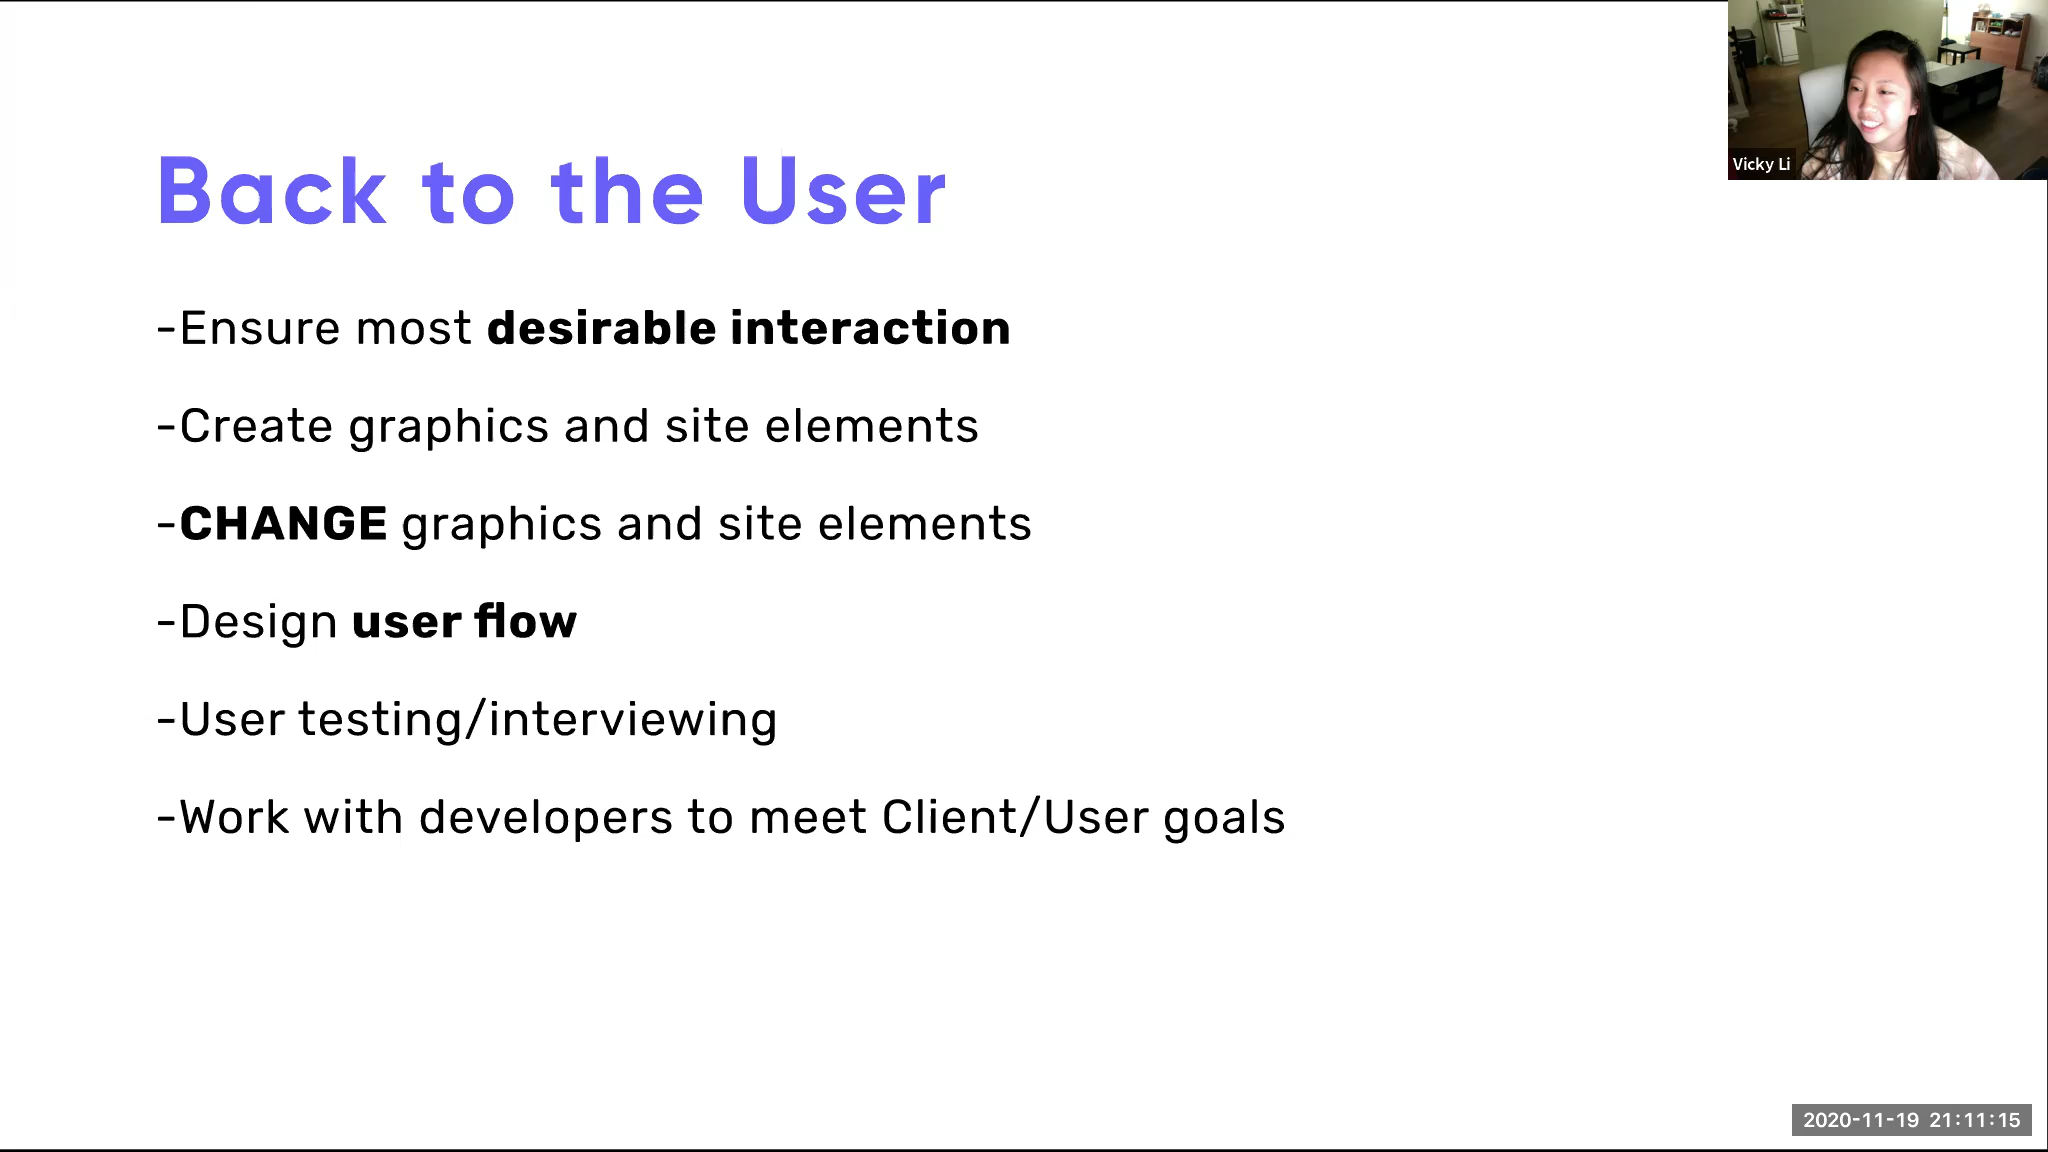 Back to the User
-Ensure most desirable interaction
-Create graphics and site elements
-CHANGE graphics and site elements
-Design user flow
-User testing/interviewing
-Work with developers to meet Client/User goals
Vicky Li
2020-11-19 21:11:15